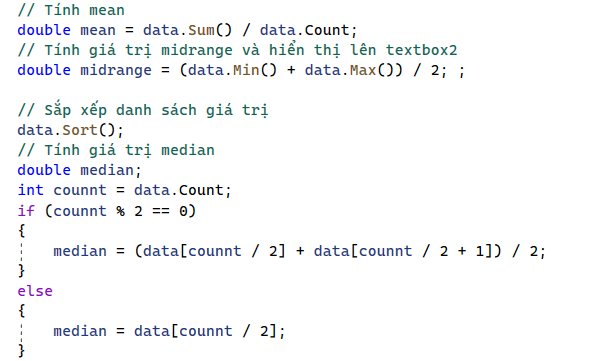 // Tính mean
double mean = data.Sum() / data.Count;
// Tính giá trị midrange và hiển thị lên textbox2
double midrange = (data.Min() + data.Max()) / 2; ;
// Sắp xếp danh sách giá trị
data.Sort();
// Tính giá trị median
double median;
int counnt = data.Count;
if (counnt % 2 == 0)
{
median = (data[counnt / 2] + data[counnt / 2 + 1]) / 2;
}
else
{
median = data[counnt / 2];
}